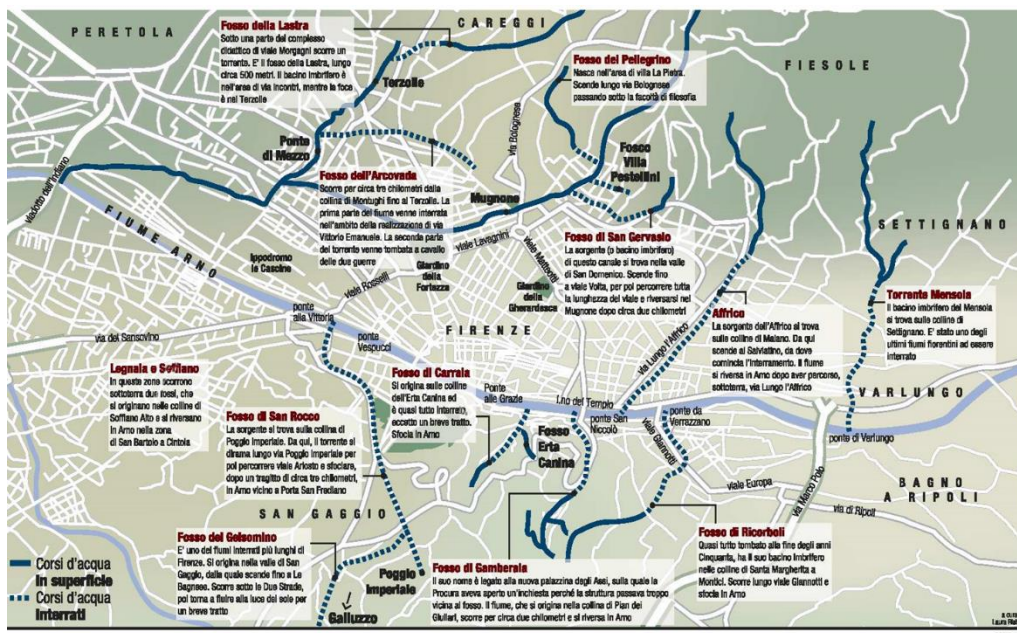 PERETOLA
CAREGGI
FIESOLE
SETTIGNANO
VARLUNGO
BAGNO
A RIPOLI
FIRENZE
SAN GAGGIO
FIUME ARNO
Fosso della Lastra
Sotto una parte del complesso
didattico di viale Morgagni scorre un
torrente. E' il fosso della Lastra, lungo
circa 500 metri. Il bacino imbrifero è
nell'area di via Incontri, mentre la foce
è nel Terzolle
Terzolle
Ponte
di Mezzo
viadotto dell'Indiano
Fosso del Pellegrino
Nasce nell'area di villa La Pietra.
Scende lungo via Bolognese
passando sotto la facoltà di filosofia
via Bolognese
Fosco
Villa
Pestellini
Fosso dell'Arcovada
Scorre per circa tre chilometri dalla
collina di Montughi fino al Terzolle. La
prima parte del fiume venne interrata
nell'ambito della realizzazione di via
Vittorio Emanuele. La seconda parte
del torrente venne tombata a cavallo
delle due guerre
Mugnone
viale Lavagnini
viale Matteotti
viale Rosselli
Ippodromo
le Cascine
Giardino
della
Fortezza
Giardino
della
Gherardesca
Fosso di San Gervasio
La sorgente (o bacino imbrifero)
di questo canale si trova nella valle
di San Domenico. Scende fino
a viale Volta, per poi percorrere tutta
la lunghezza del viale e riversarsi nel
Mugnone dopo circa due chilometri
Affrico
La sorgente dell'Affrico si trova
sulle colline di Maiano. Da qui
scende al Salviatino, da dove
comincia l'interramento. Il fiume
si riversa in Arno dopo aver percorso,
sottoterra, via Lungo l'Affrico
via Lungo l'Affrico
Torrente Mensola
Il bacino imbrifero del Mensola
si trova sulle colline di
Settignano. E' stato uno degli
ultimi fiumi fiorentini ad essere
interrato
ponte
alla Vittoria
ponte
Vespucci
via del Sansovino
Legnaia e Soffiano
In queste zone scorrono
sottoterra due fossi, che
si originano nelle colline di
Soffiano Alto e si riversano
in Arno nella zona
di San Bartolo a Cintoia
Fosso di San Rocco
La sorgente si trova sulla collina di
Poggio Imperiale. Da qui, il torrente si
dirama lungo via Poggio Imperiale per
poi percorrere viale Ariosto e sfociare,
dopo un tragitto di circa tre chilometri,
in Arno vicino a Porta San Frediano
Fosso di Carraia
Si origina sulle colline
dell'Erta Canina ed
è quasi tutto interrato,
eccetto un breve tratto.
Sfocia in Arno
Ponte
alle Grazie
l.no del Tempio
ponte San
Niccolò
ponte da
Verrazzano
ponte di Verlungo
Fosso
Erta
Canina
viale Giannotti
viale Europa
via di Ripoli
via Marco Polo
Fosso del Gelsomino
E' uno dei fiumi interrati più lunghi di
Firenze. Si origina nella valle di San
Gaggio, dalla quale scende fino a Le
Bagnese. Scorre sotto le Due Strade,
poi torna a fluire alla luce del sole per
un breve tratto
Poggio
Imperiale
Galluzzo
Fosso di Gamberaia
Il suo nome è legato alla nuova palazzina degli Assi, sulla quale la
Procura aveva aperto un'inchiesta perché la struttura passava troppo
vicina al fosso. Il fiume, che si origina nella collina di Pian dei
Giullari, scorre per circa due chilometri e si riversa in Arno
Fosso di Ricorboli
Quasi tutto tombato alla fine degli anni
Cinquanta, ha il suo bacino imbrifero
nelle colline di Santa Margherita a
Montici. Scorre lungo viale Giannotti e
sfocia in Arno
Corsi d'acqua
in superficie
Corsi d'acqua
interrati
a cura
Laura